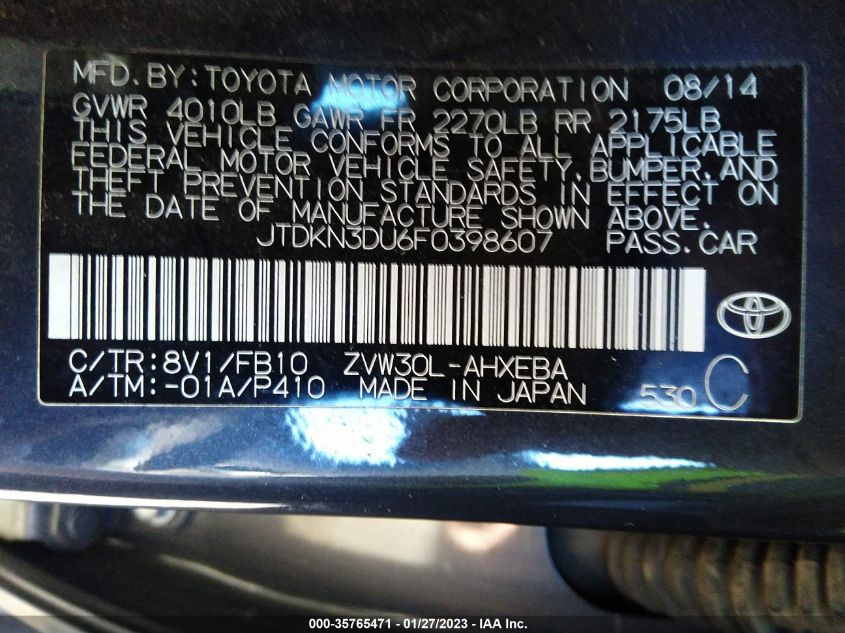 MFD. BY: TOYOTA MOTOR CORPORATION 08/14
GVWR 4010LB GAWR FR 2270LB RR 2175LB
THIS VEHICLE CONFORMS TO ALL APPLICABLE
FEDERAL MOTOR VEHICLE SAFETY, BUMPER, AND
THEFT PREVENTION STANDARDS IN EFFECT ON
THE DATE OF MANUFACTURE SHOWN ABOVE.
JTDKN3DU6F0398607 PASS.CAR
C/TR:8V1/FB10 ZVW30L-AHXEBA
A/TM:-01A/P410 MADE IN JAPAN 530 C
000-35765471 - 01/27/2023 - IAA Inc.